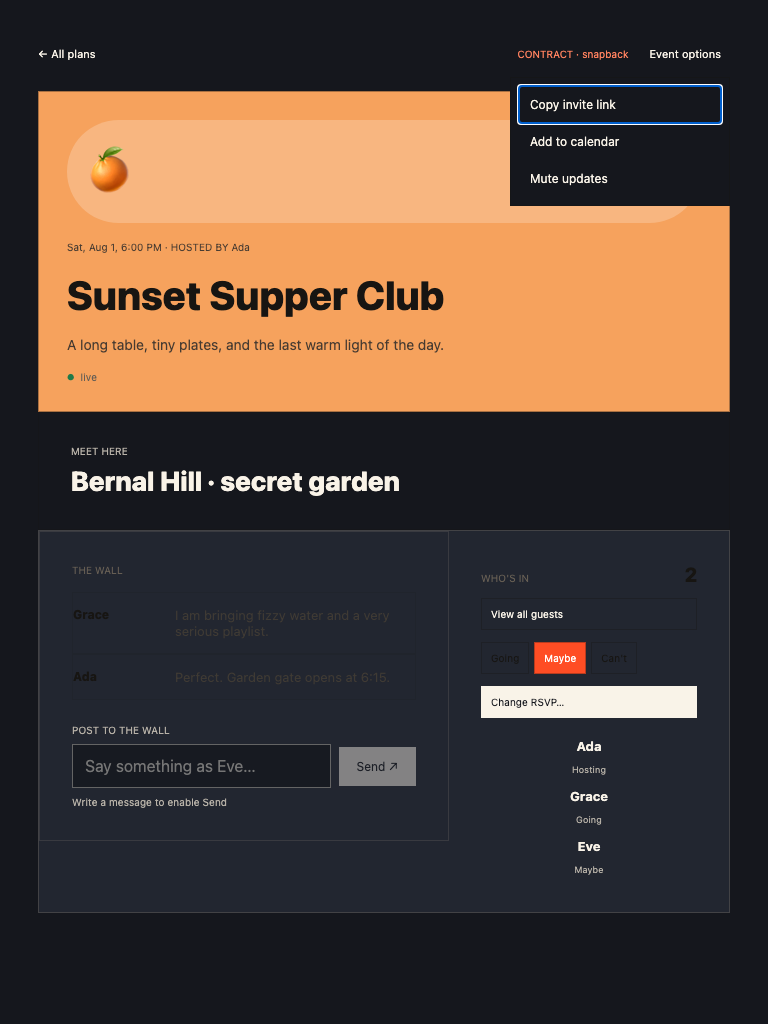 ← All plans
CONTRACT · snapback
Event options
Copy invite link
Add to calendar
Mute updates
Sat, Aug 1, 6:00 PM · HOSTED BY Ada
Sunset Supper Club
A long table, tiny plates, and the last warm light of the day.
live
MEET HERE
Bernal Hill · secret garden
THE WALL
Grace
I am bringing fizzy water and a very
serious playlist.
Ada
Perfect. Garden gate opens at 6:15.
POST TO THE WALL
Say something as Eve...
Send ↗
Write a message to enable Send
WHO'S IN
2
View all guests
Going
Maybe
Can't
Change RSVP...
Ada
Hosting
Grace
Going
Eve
Maybe